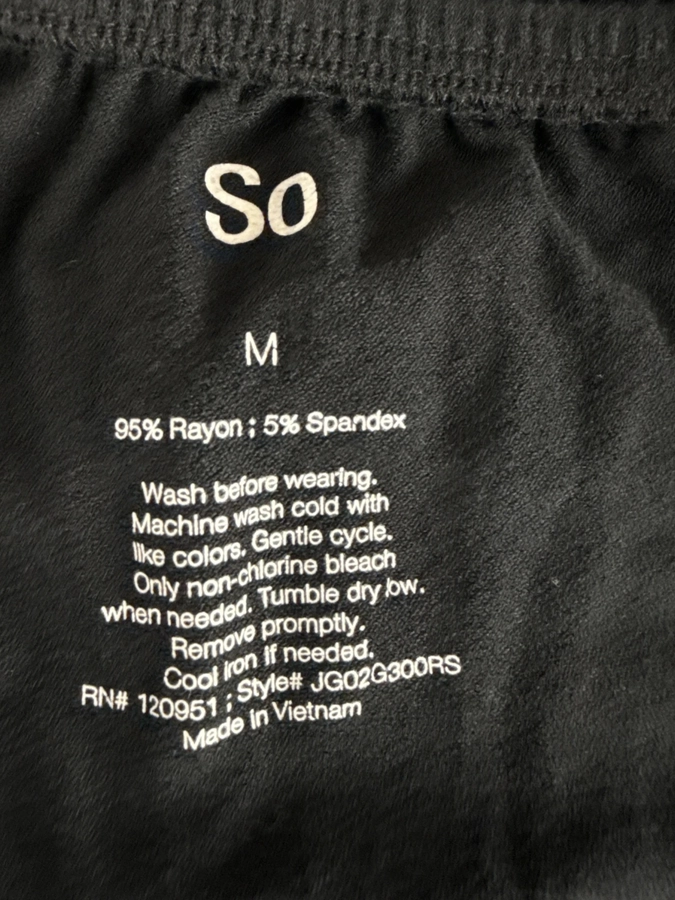 So
M
95% Rayon ; 5% Spandex
Wash before wearing.
Machine wash cold with
like colors. Gentle cycle.
Only non-chlorine bleach
when needed. Tumble dry low.
Remove promptly.
Cool iron if needed.
RN# 120951 ; Style# JG02G300RS
Made in Vietnam